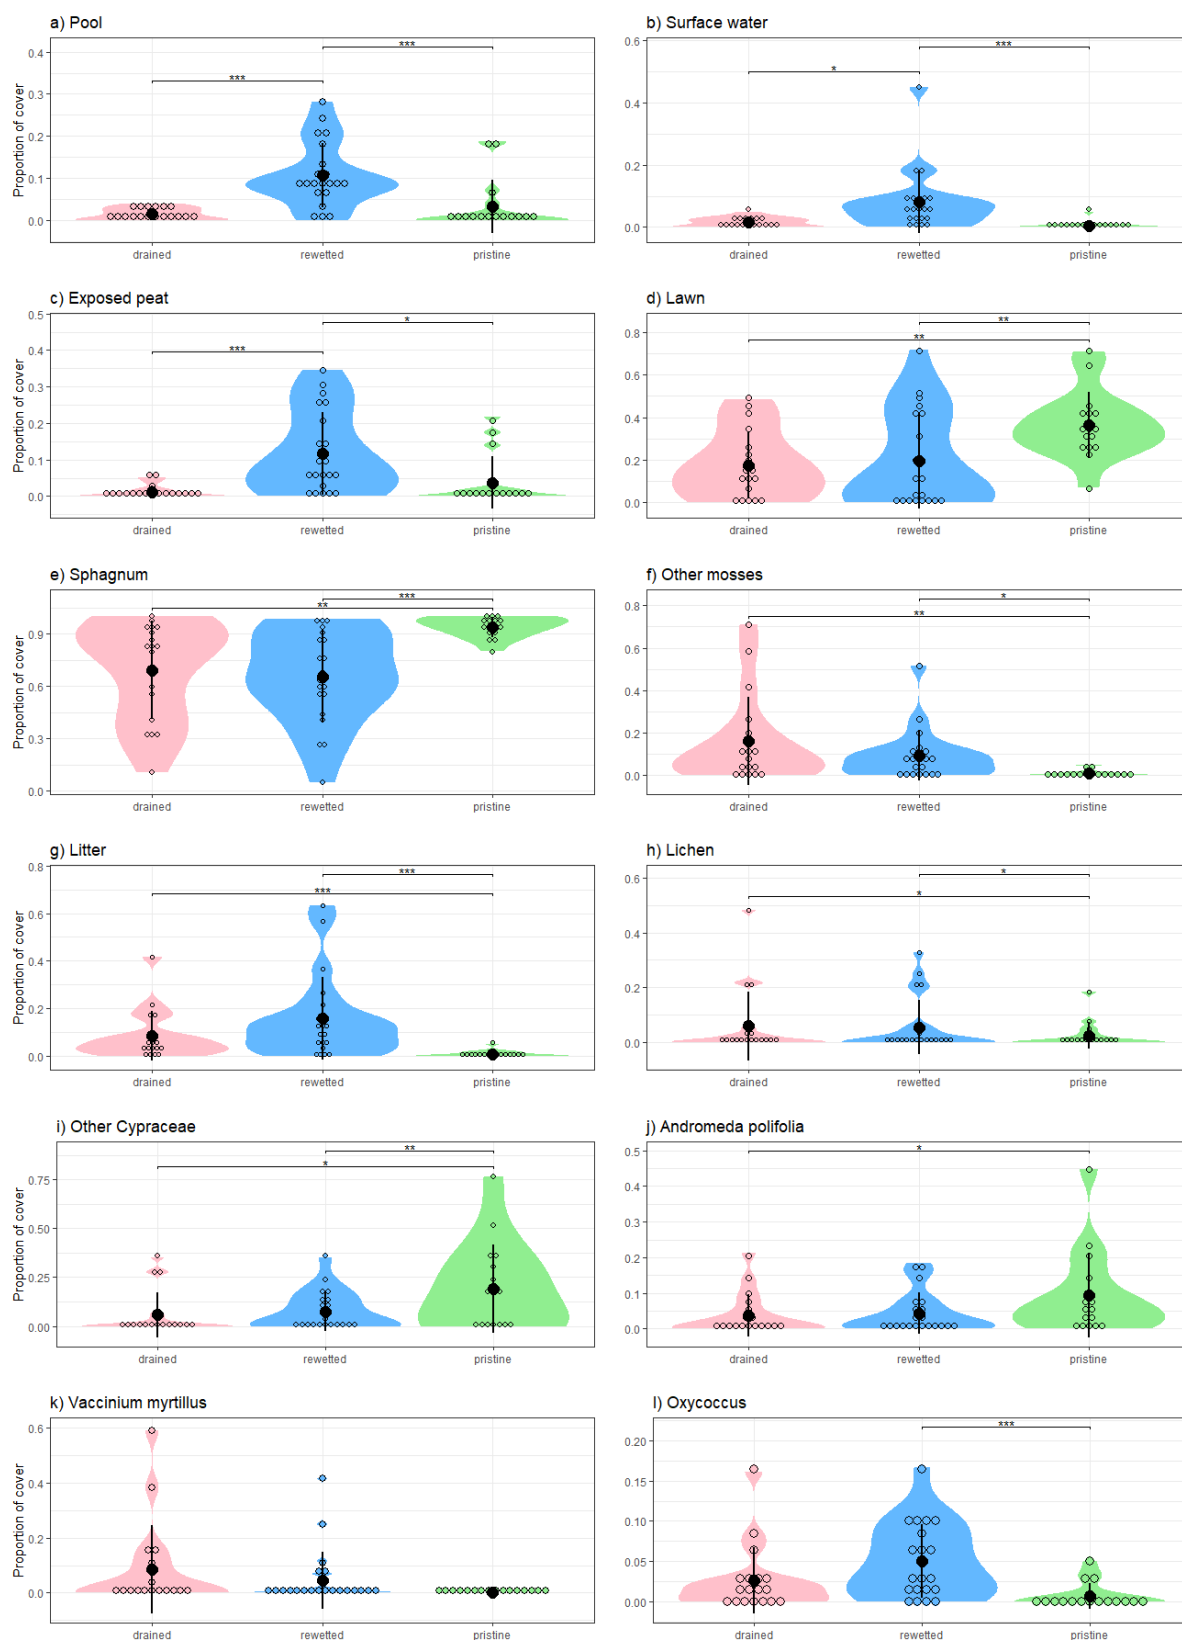 a) Pool
b) Surface water
Proportion of cover
0.4
0.3
0.2
0.1
0.0
***
***
drained
rewetted
pristine
0.6
0.4
0.2
0.0
*
***
drained
rewetted
pristine
c) Exposed peat
d) Lawn
Proportion of cover
0.5
0.4
0.3
0.2
0.1
0.0
*
***
drained
rewetted
pristine
0.8
0.6
0.4
0.2
0.0
**
**
drained
rewetted
pristine
e) Sphagnum
f) Other mosses
Proportion of cover
0.9
0.6
0.3
0.0
***
**
drained
rewetted
pristine
0.8
0.6
0.4
0.2
0.0
*
**
drained
rewetted
pristine
g) Litter
h) Lichen
Proportion of cover
0.8
0.6
0.4
0.2
0.0
***
***
drained
rewetted
pristine
0.6
0.4
0.2
0.0
*
*
drained
rewetted
pristine
i) Other Cypraceae
j) Andromeda polifolia
Proportion of cover
0.75
0.50
0.25
0.00
**
*
drained
rewetted
pristine
0.5
0.4
0.3
0.2
0.1
0.0
*
drained
rewetted
pristine
k) Vaccinium myrtillus
l) Oxycoccus
Proportion of cover
0.6
0.4
0.2
0.0
drained
rewetted
pristine
0.20
0.15
0.10
0.05
0.00
***
drained
rewetted
pristine